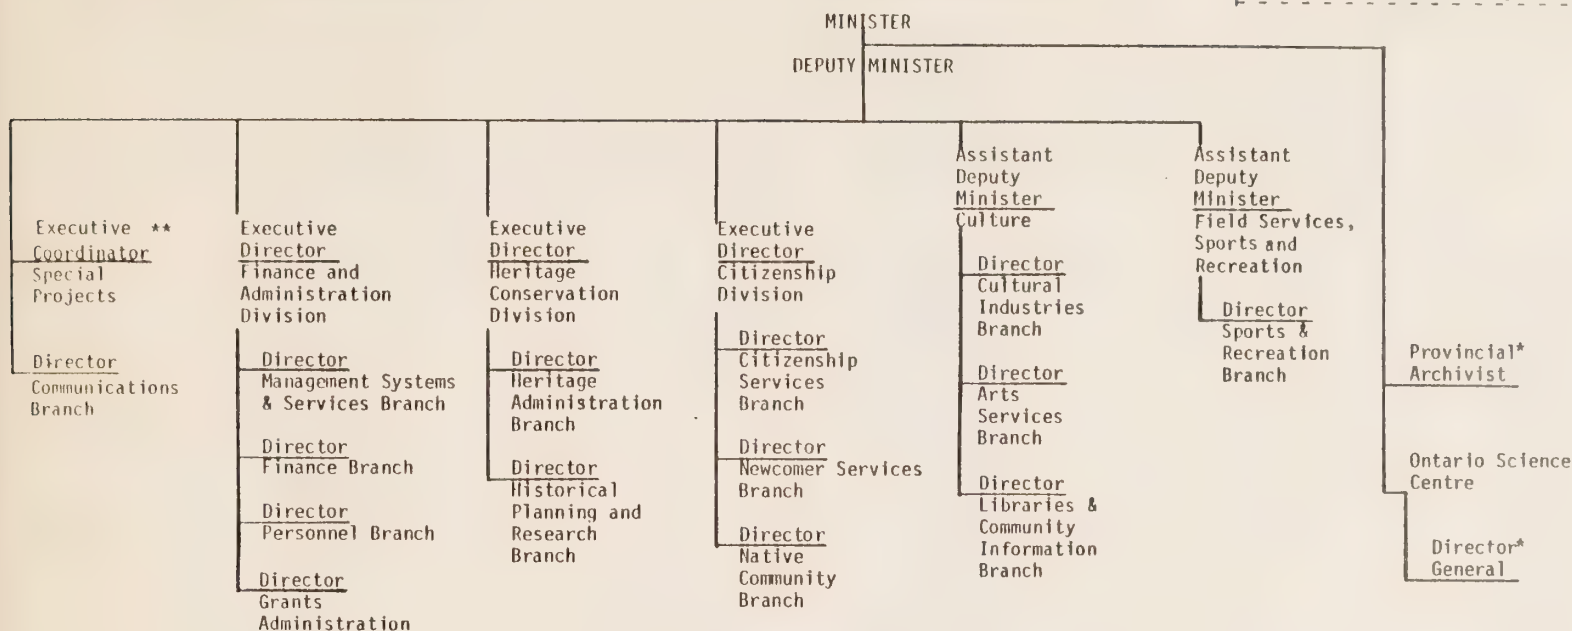 MINISTER
DEPUTY MINISTER
Executive **
Coordinator
Special
Projects
Director
Communications
Branch
Executive
Director
Finance and
Administration
Division
Director
Management Systems
& Services Branch
Director
Finance Branch
Director
Personnel Branch
Director
Grants
Administration
Executive
Director
Heritage
Conservation
Division
Director
Heritage
Administration
Branch
Director
Historical
Planning and
Research
Branch
Executive
Director
Citizenship
Division
Director
Citizenship
Services
Branch
Director
Newcomer Services
Branch
Director
Native
Community
Branch
Assistant
Deputy
Minister
Culture
Director
Cultural
Industries
Branch
Director
Arts
Services
Branch
Director
Libraries &
Community
Information
Branch
Assistant
Deputy
Minister
Field Services,
Sports and
Recreation
Director
Sports &
Recreation
Branch
Provincial*
Archivist
Ontario Science
Centre
Director*
General